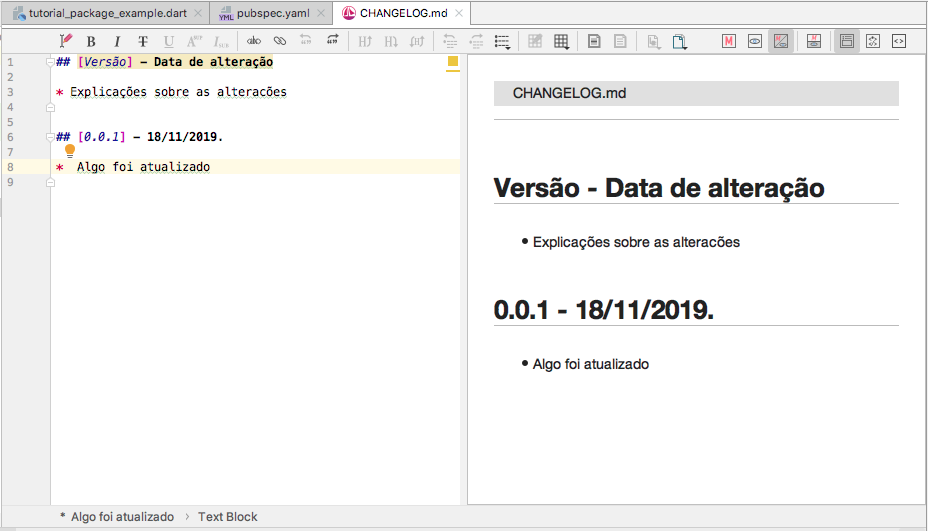 tutorial_package_example.dart
pubspec.yaml
CHANGELOG.md
1 ## [Versão] - Data de alteração
2
3 * Explicações sobre as alteracões
4
5
6 ## [0.0.1] - 18/11/2019.
7
8 * Algo foi atualizado
9
CHANGELOG.md
Versão - Data de alteração
• Explicações sobre as alteracões
0.0.1 - 18/11/2019.
• Algo foi atualizado
* Algo foi atualizado › Text Block